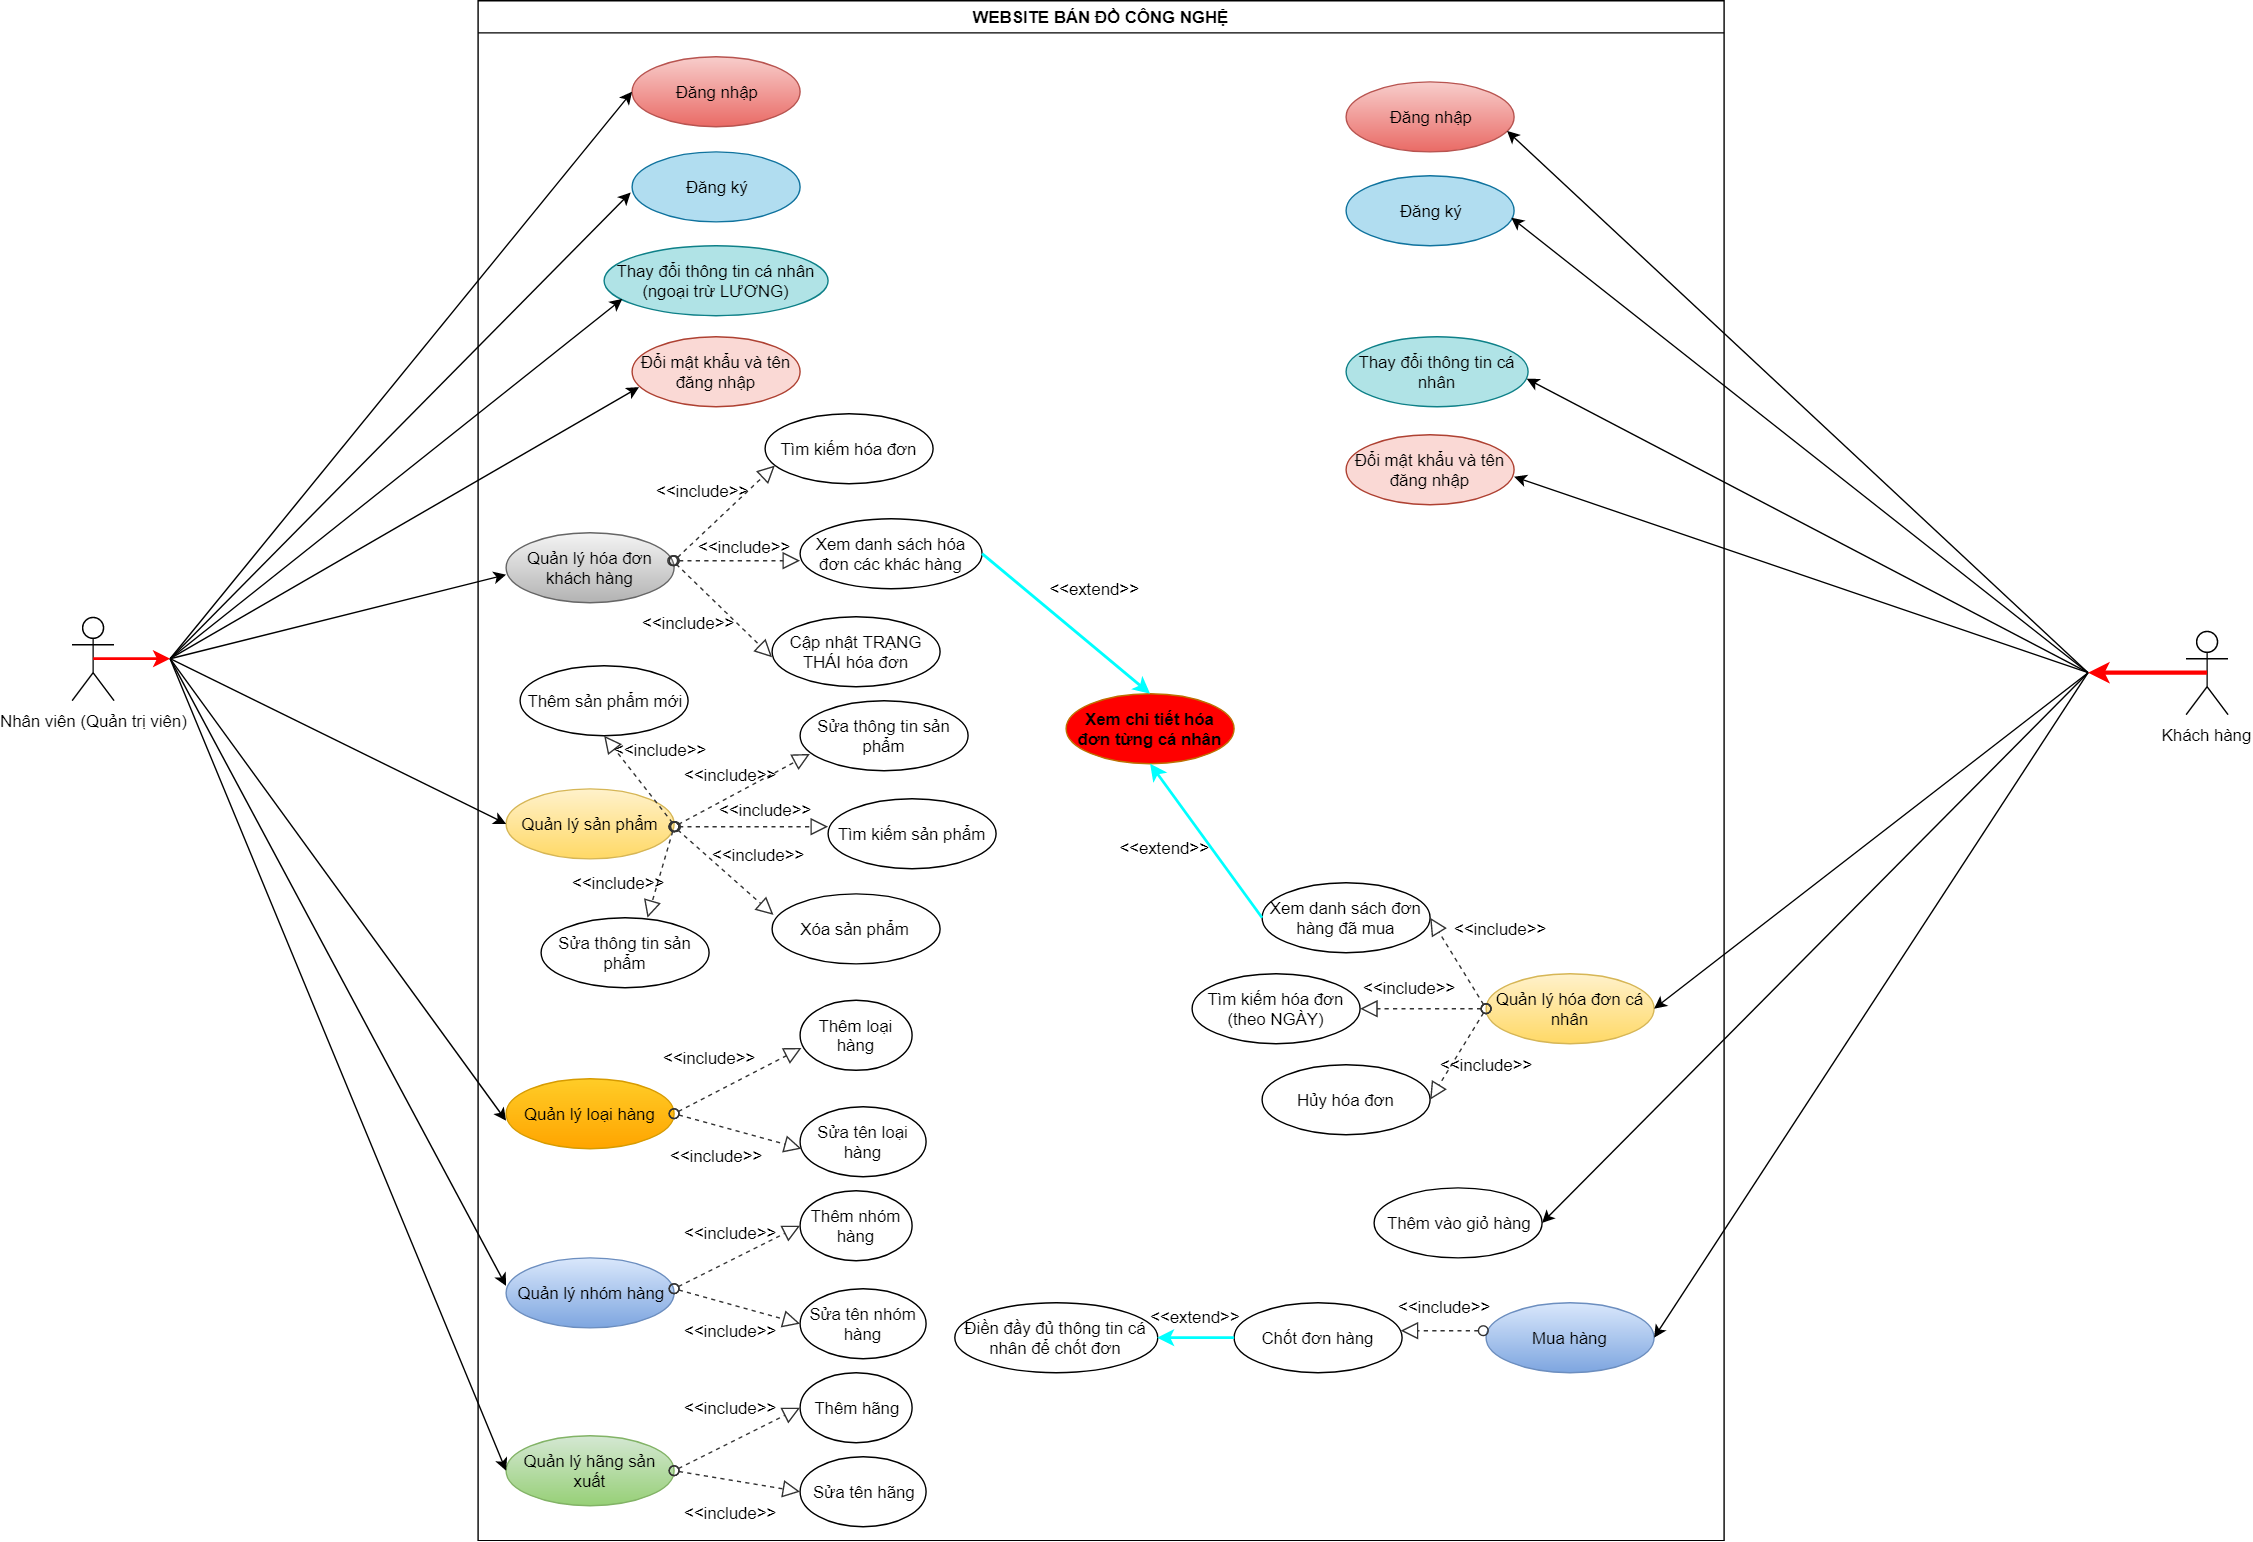 WEBSITE BÁN ĐỒ CÔNG NGHỆ
Đăng nhập
Đăng ký
Thay đổi thông tin cá nhân
(ngoại trừ LƯƠNG)
Đổi mật khẩu và tên
đăng nhập
Tìm kiếm hóa đơn
<<include>>
Quản lý hóa đơn
khách hàng
<<include>>
Xem danh sách hóa
đơn các khác hàng
<<include>>
Cập nhật TRẠNG
THÁI hóa đơn
<<extend>>
Nhân viên (Quản trị viên)
Thêm sản phẩm mới
<<include>>
Sửa thông tin sản
phẩm
<<include>>
Quản lý sản phẩm
<<include>>
Tìm kiếm sản phẩm
<<include>>
Xóa sản phẩm
<<include>>
Sửa thông tin sản
phẩm
Xem chi tiết hóa
đơn từng cá nhân
<<extend>>
Thêm loại
hàng
<<include>>
Quản lý loại hàng
Sửa tên loại
hàng
<<include>>
Thêm nhóm
hàng
<<include>>
Quản lý nhóm hàng
Sửa tên nhóm
hàng
<<include>>
Thêm hãng
<<include>>
Quản lý hãng sản
xuất
Sửa tên hãng
<<include>>
Đăng nhập
Đăng ký
Thay đổi thông tin cá
nhân
Đổi mật khẩu và tên
đăng nhập
Khách hàng
Xem danh sách đơn
hàng đã mua
<<include>>
Tìm kiếm hóa đơn
(theo NGÀY)
<<include>>
Quản lý hóa đơn cá
nhân
<<include>>
Hủy hóa đơn
Thêm vào giỏ hàng
Điền đầy đủ thông tin cá
nhân để chốt đơn
<<extend>>
Chốt đơn hàng
<<include>>
Mua hàng